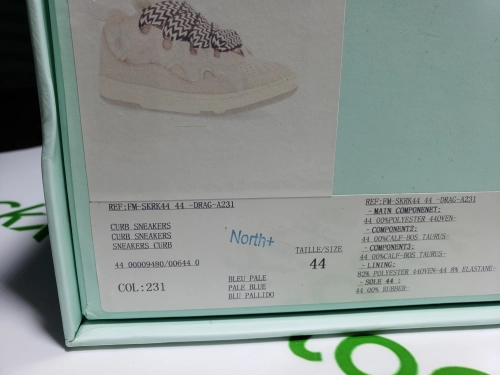 REF:FM-SKRK44 44 -DRAG-A231
CURB SNEAKERS
CURB SNEAKERS
SNEAKERS CURB
44 00009480/00644 0
COL:231
North+
BLEU PALE
PALE BLUE
BLU PALLIDO
TAILLE/SIZE
44
REF:FM-SKRK44 44 -DRAG-A231
- MAIN COMPONENET:
44 00%POLYESTER 44OVEN-
- COMPONENT2:
44 00%CALF-BOS TAURUS-
- COMPONENT3:
44 00%CALF-BOS TAURUS-
- LINING:
82% POLYESTER 44OVEN-44 8% ELASTANE-
- SOLE 44 :
44 00% RUBBER-